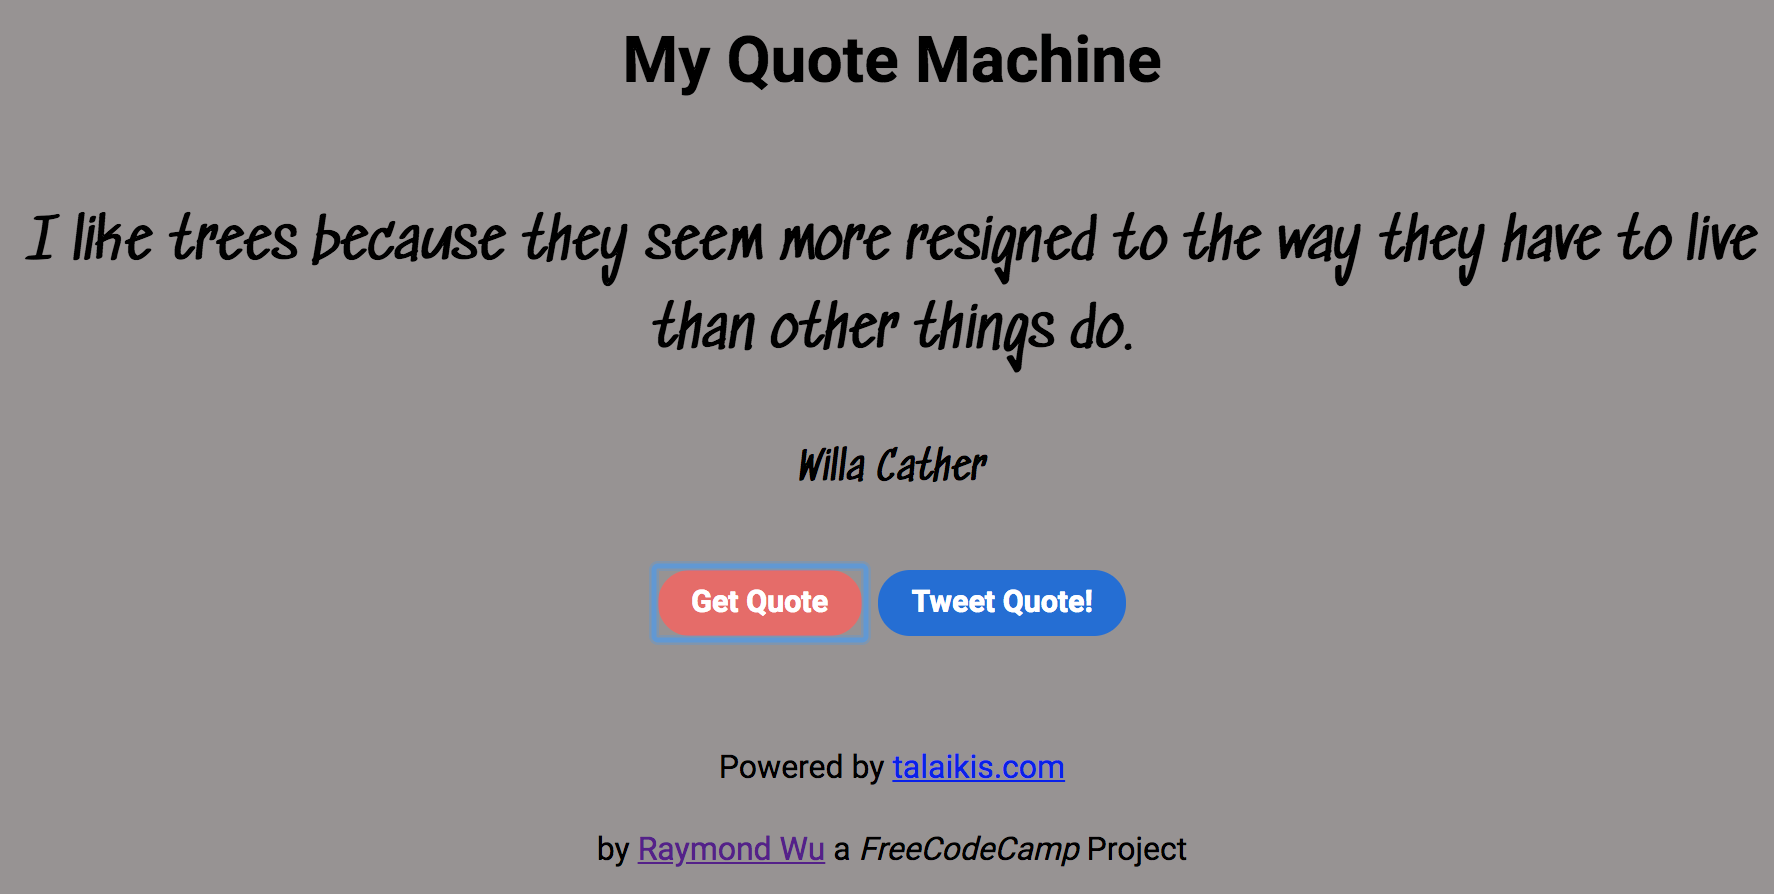 My Quote Machine
I like trees because they seem more resigned to the way they have to live
than other things do.
Willa Cather
Get Quote Tweet Quote!
Powered by talaikis.com
by Raymond Wu a FreeCodeCamp Project